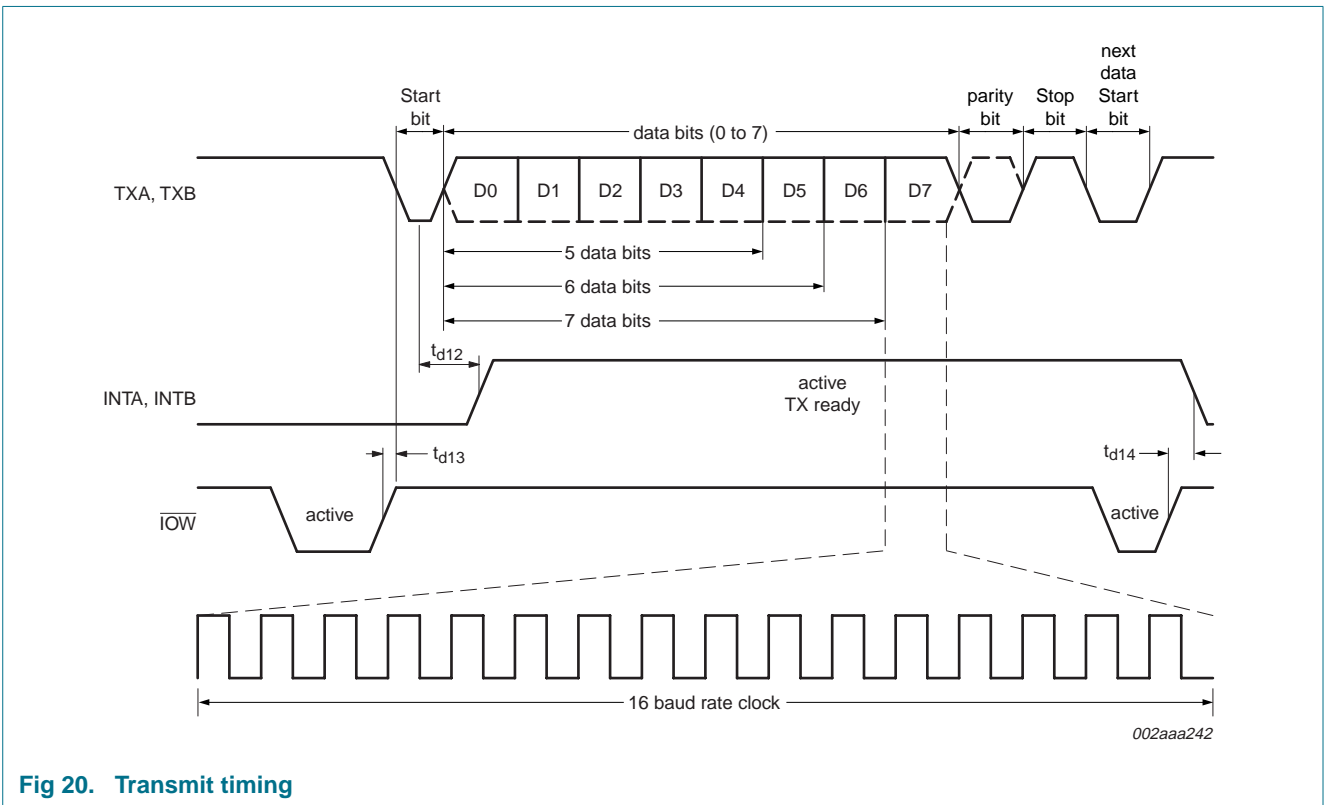 next
data
Start
bit
Start
bit
parity
bit
Stop
bit
data bits (0 to 7)
TXA, TXB
D0 D1 D2 D3 D4 D5 D6 D7
5 data bits
6 data bits
7 data bits
td12
INTA, INTB
active
TX ready
td13
td14
IOW
active
active
16 baud rate clock
002aaa242
Fig 20. Transmit timing